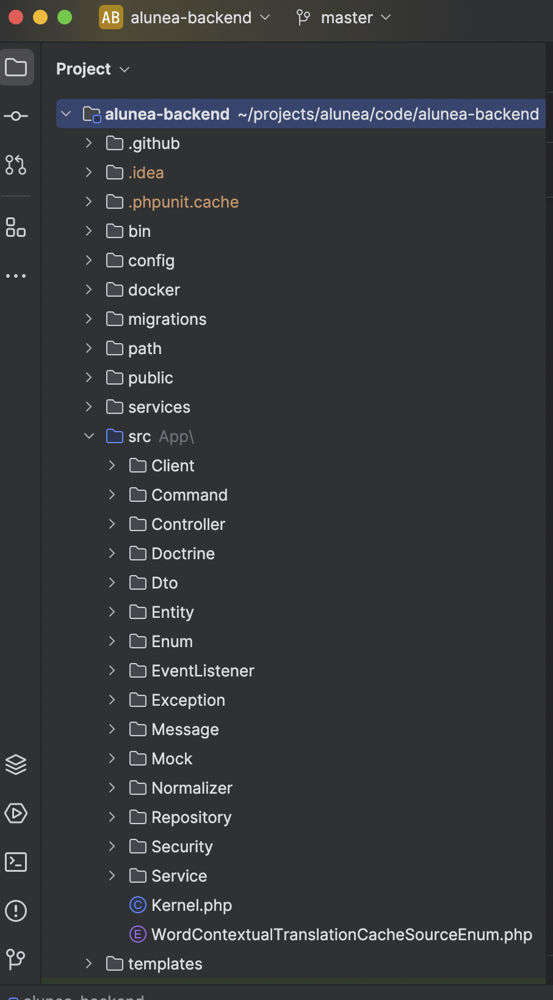 AB alunea-backend master
Project
alunea-backend ~/projects/alunea/code/alunea-backend
.github
.idea
.phpunit.cache
bin
config
docker
migrations
path
public
services
src App\
Client
Command
Controller
Doctrine
Dto
Entity
Enum
EventListener
Exception
Message
Mock
Normalizer
Repository
Security
Service
C Kernel.php
E WordContextualTranslationCacheSourceEnum.php
templates
alunea-backend